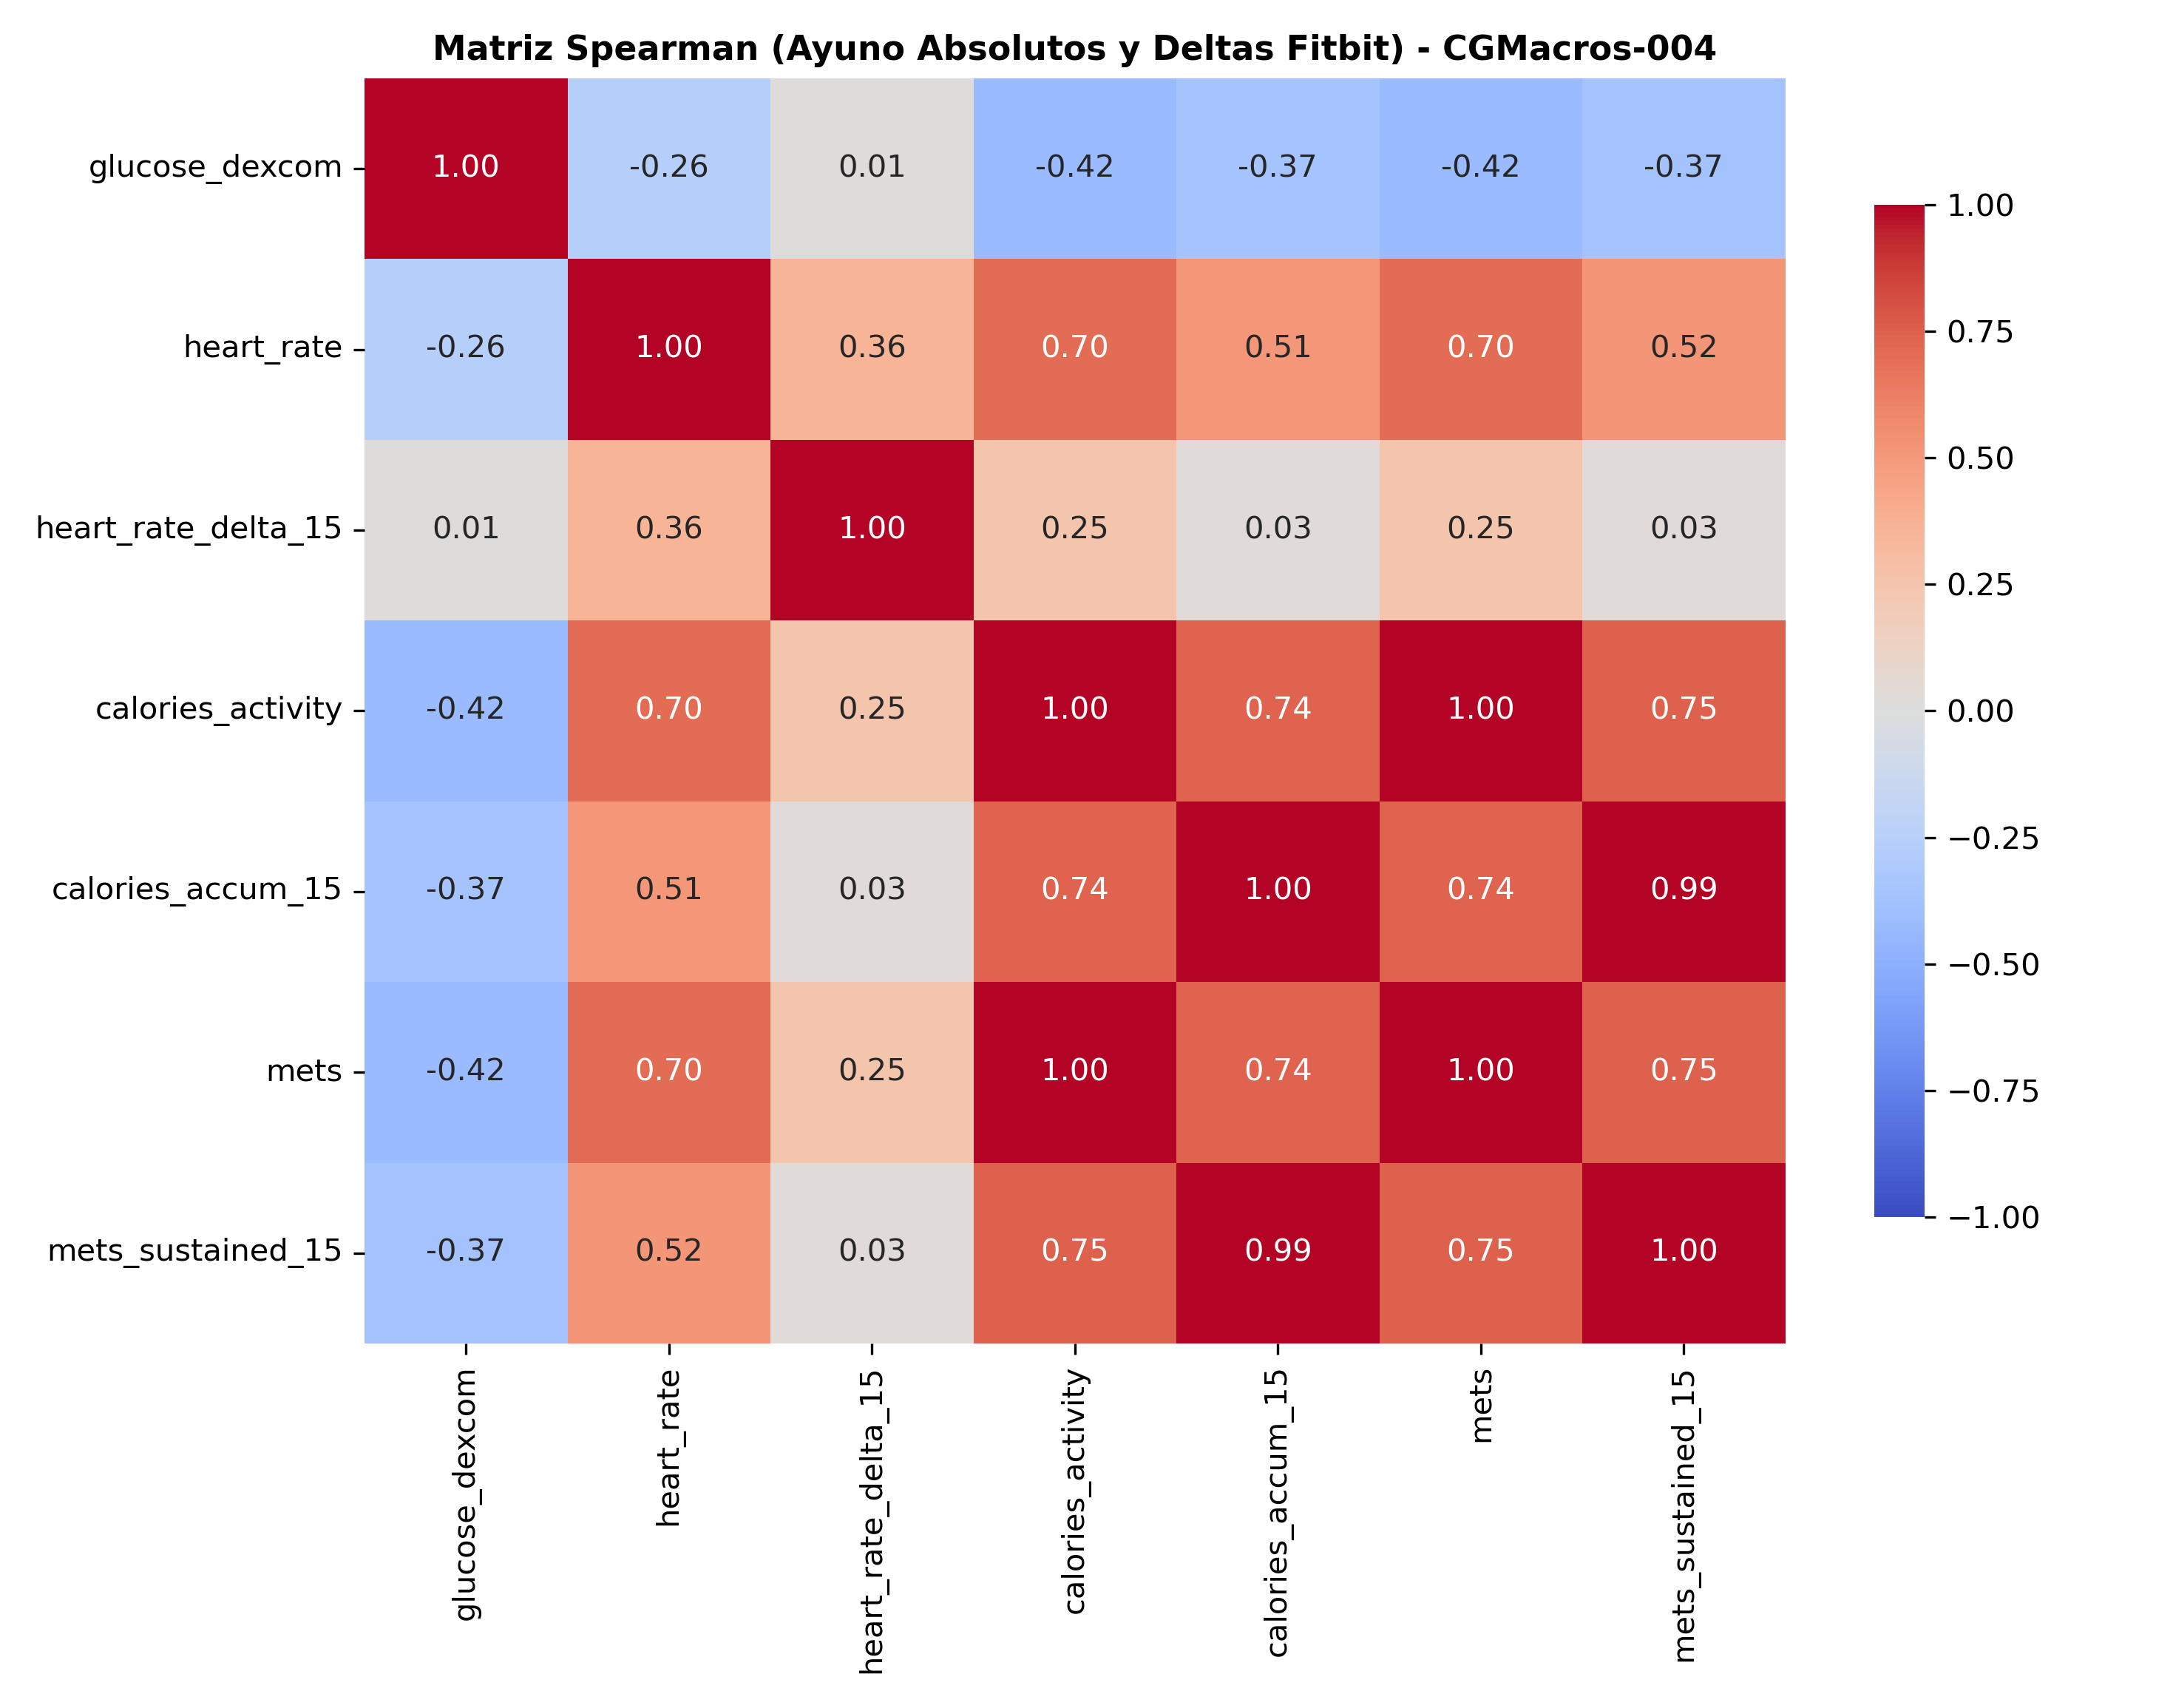 Matriz Spearman (Ayuno Absolutos y Deltas Fitbit) - CGMacros-004
glucose_dexcom 1.00 -0.26 0.01 -0.42 -0.37 -0.42 -0.37
heart_rate -0.26 1.00 0.36 0.70 0.51 0.70 0.52
heart_rate_delta_15 0.01 0.36 1.00 0.25 0.03 0.25 0.03
calories_activity -0.42 0.70 0.25 1.00 0.74 1.00 0.75
calories_accum_15 -0.37 0.51 0.03 0.74 1.00 0.74 0.99
mets -0.42 0.70 0.25 1.00 0.74 1.00 0.75
mets_sustained_15 -0.37 0.52 0.03 0.75 0.99 0.75 1.00
glucose_dexcom
heart_rate
heart_rate_delta_15
calories_activity
calories_accum_15
mets
mets_sustained_15
1.00
0.75
0.50
0.25
0.00
−0.25
−0.50
−0.75
−1.00